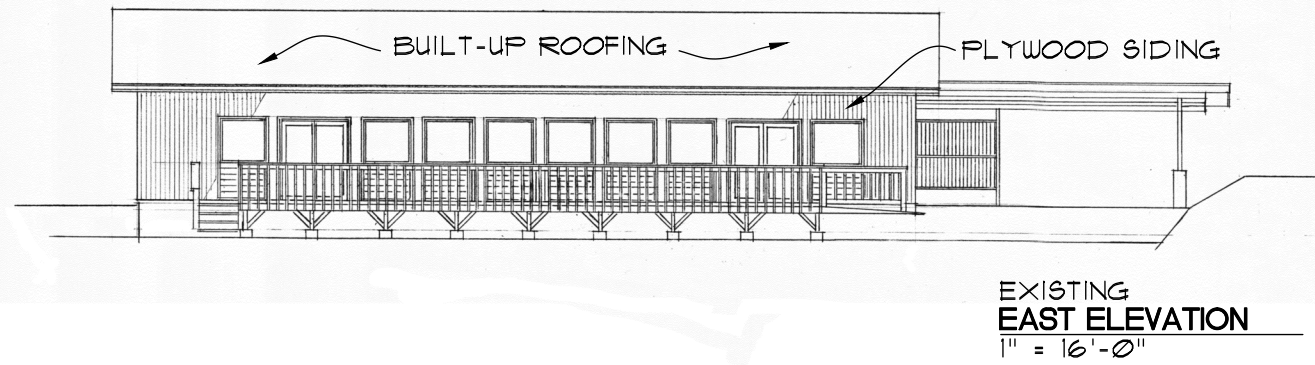 BUILT-UP ROOFING
PLYWOOD SIDING
EXISTING
EAST ELEVATION
1" = 16'-0"